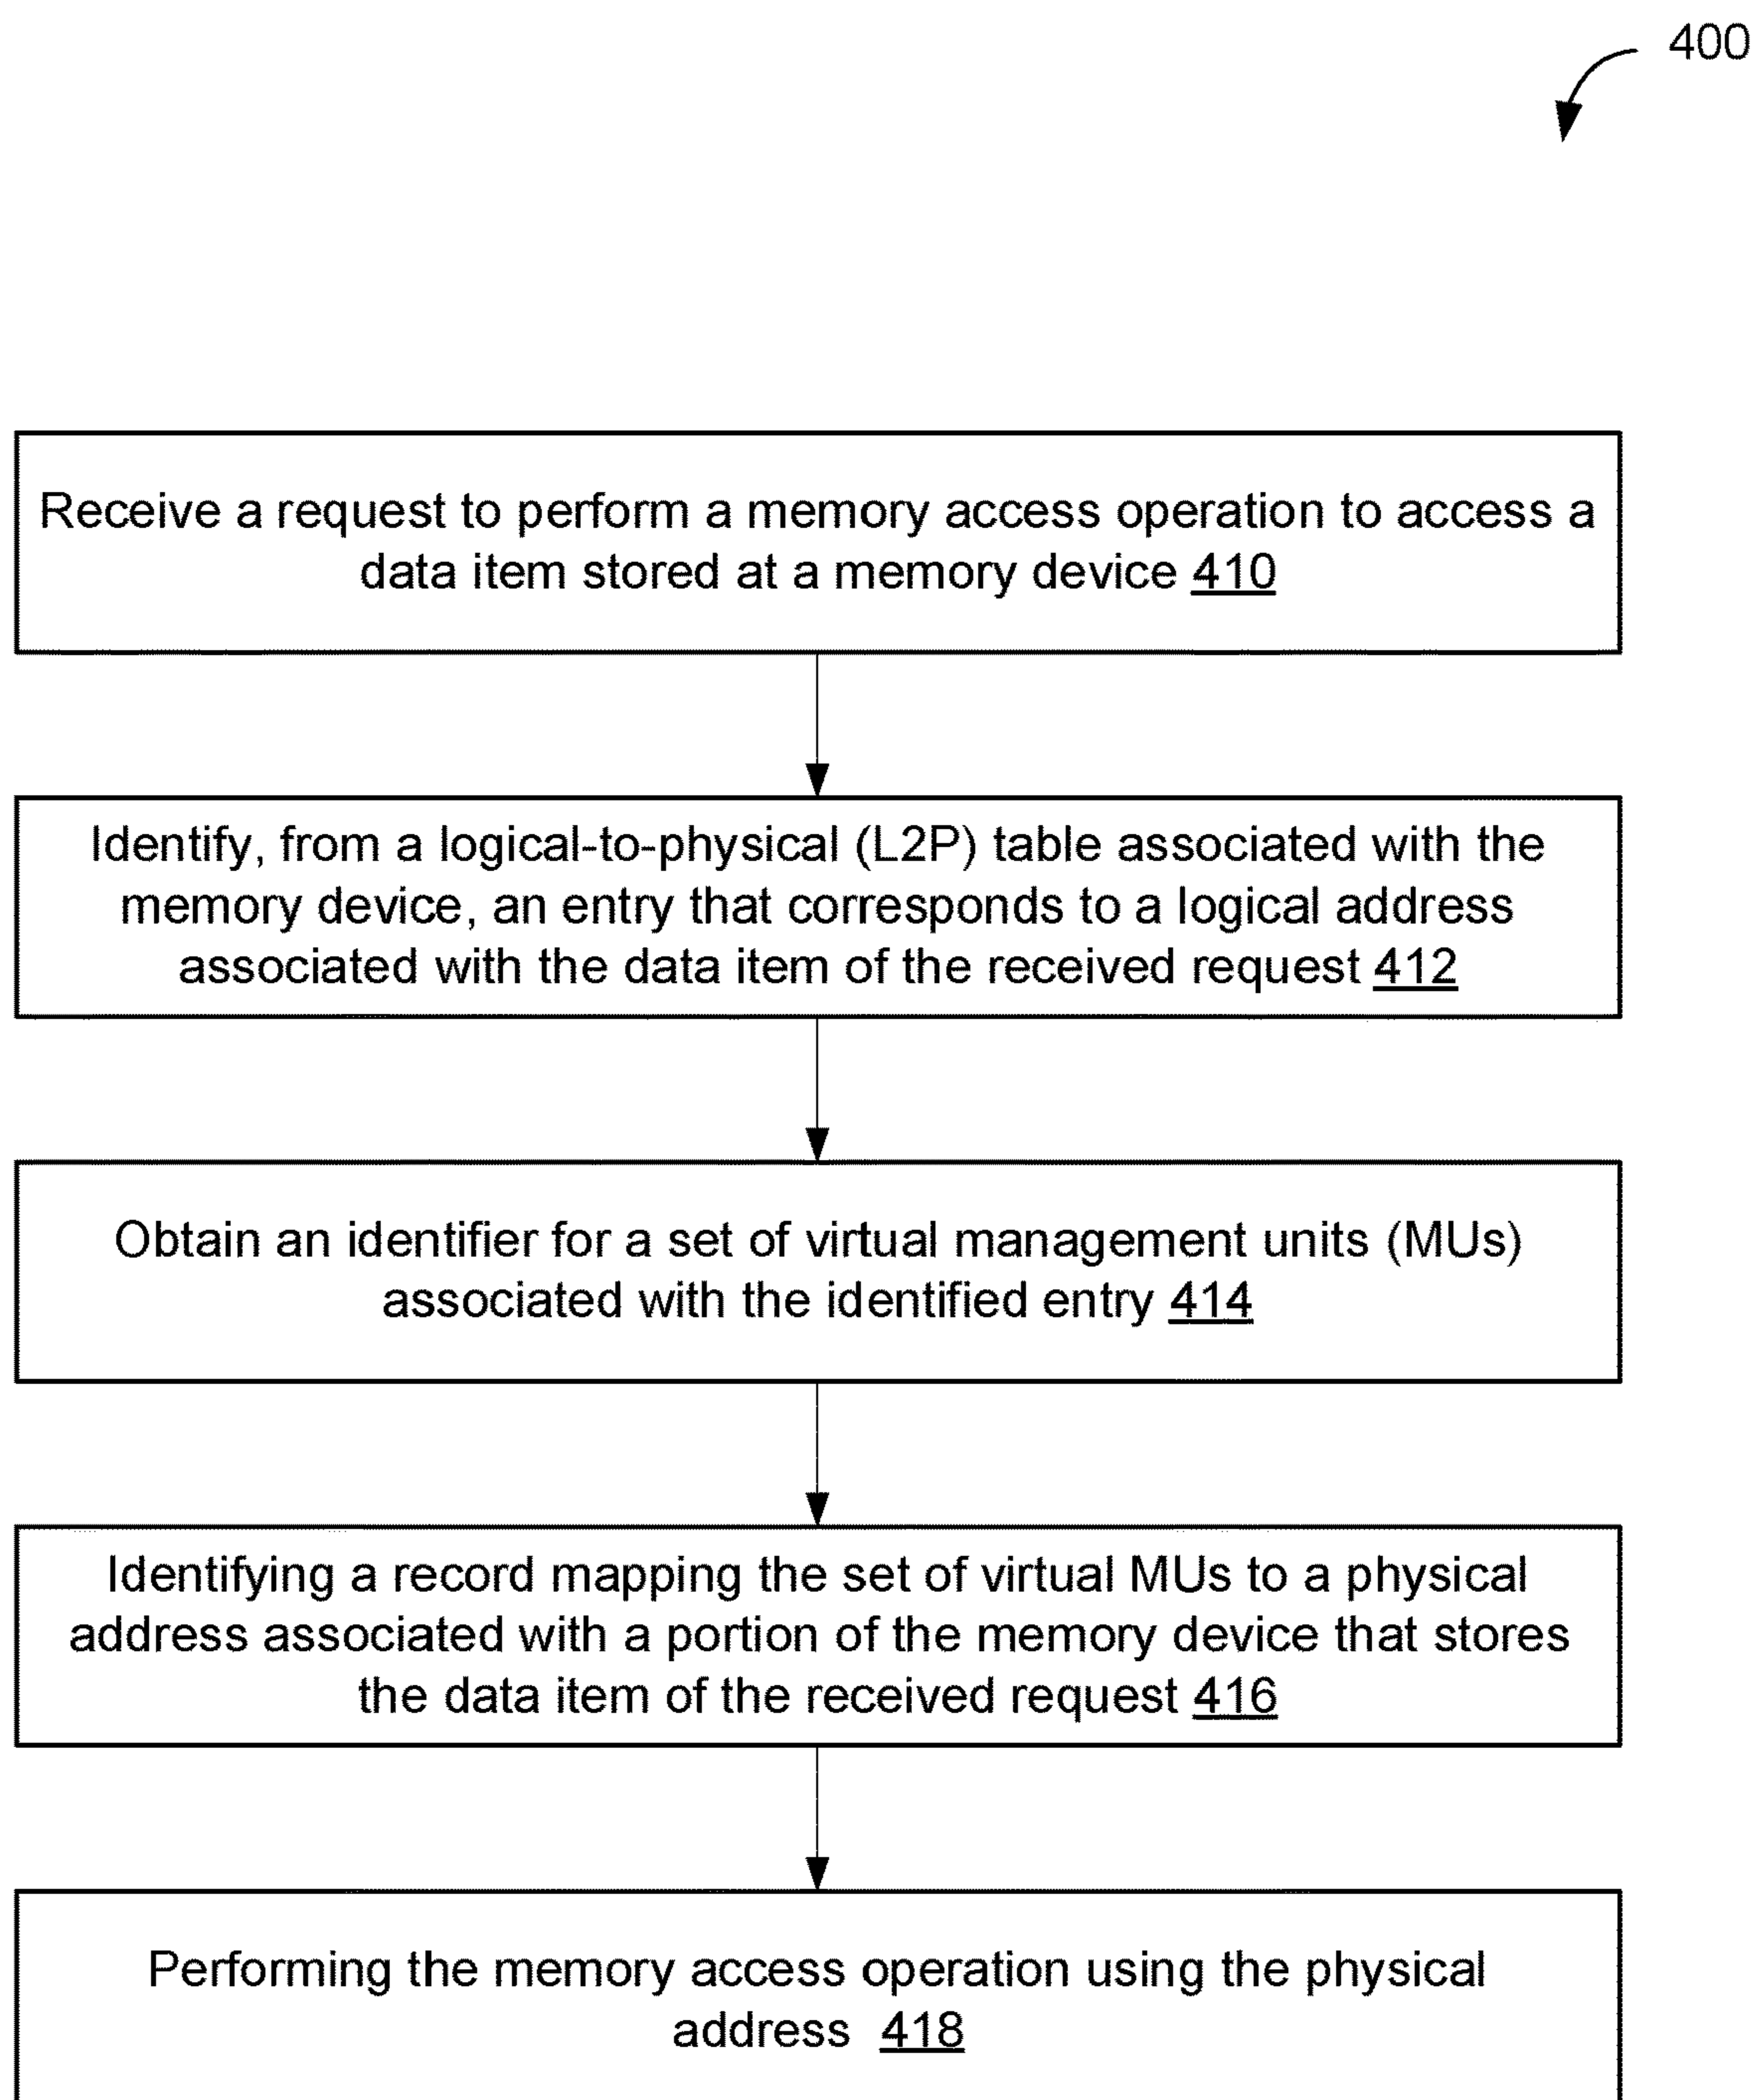 400
Receive a request to perform a memory access operation to access a
data item stored at a memory device 410
Identify, from a logical-to-physical (L2P) table associated with the
memory device, an entry that corresponds to a logical address
associated with the data item of the received request 412
Obtain an identifier for a set of virtual management units (MUs)
associated with the identified entry 414
Identifying a record mapping the set of virtual MUs to a physical
address associated with a portion of the memory device that stores
the data item of the received request 416
Performing the memory access operation using the physical
address 418